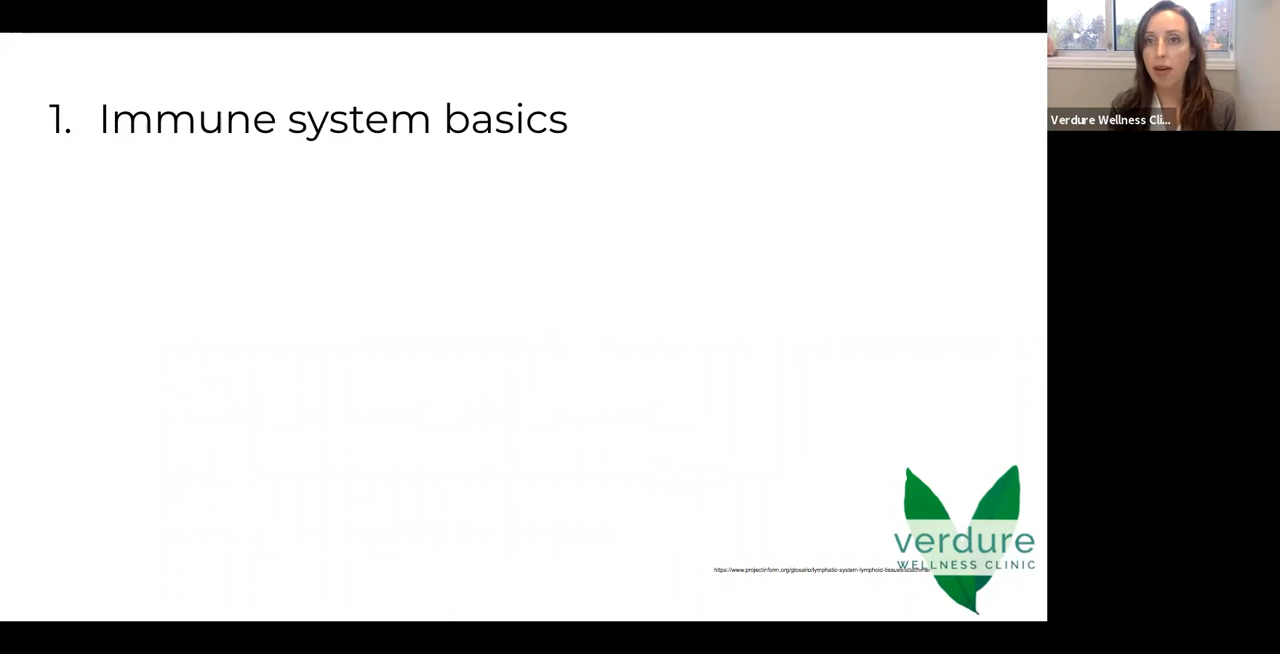 1. Immune system basics
Verdure Wellness Cli...
verdure
WELLNESS CLINIC